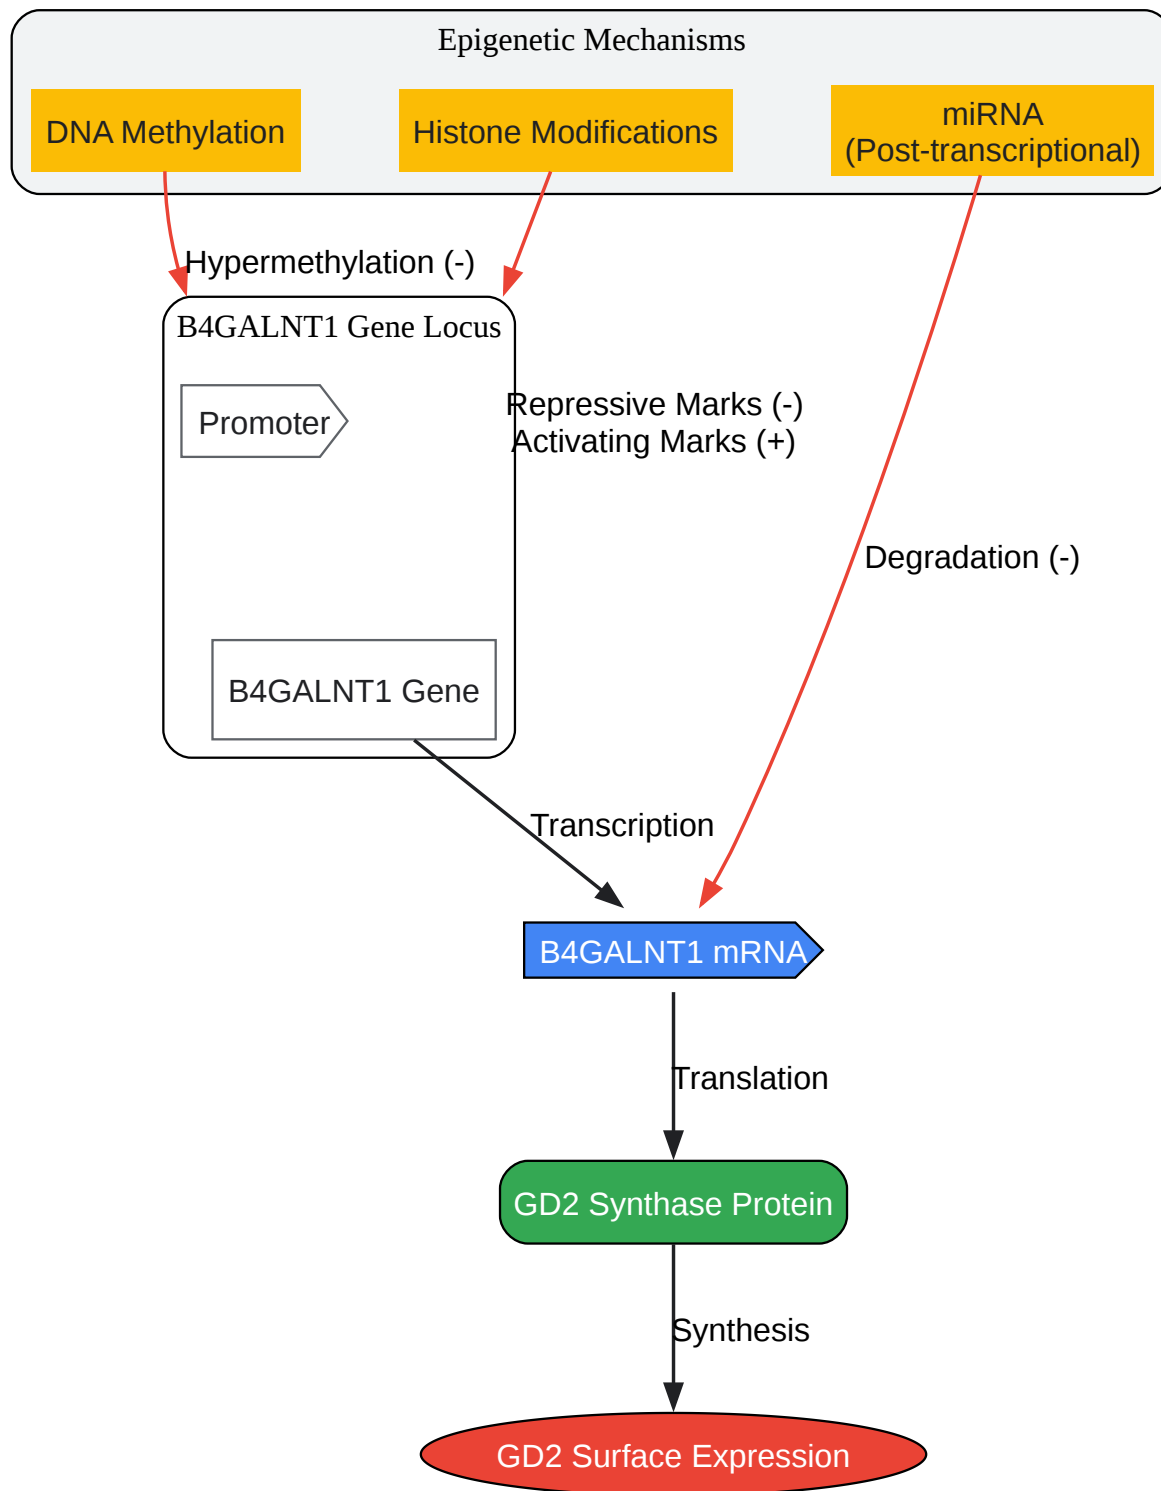 Epigenetic Mechanisms
DNA Methylation
Histone Modifications
miRNA
(Post-transcriptional)
Hypermethylation (-)
B4GALNT1 Gene Locus
Promoter
Repressive Marks (-)
Activating Marks (+)
Degradation (-)
B4GALNT1 Gene
Transcription
B4GALNT1 mRNA
Translation
GD2 Synthase Protein
Synthesis
GD2 Surface Expression